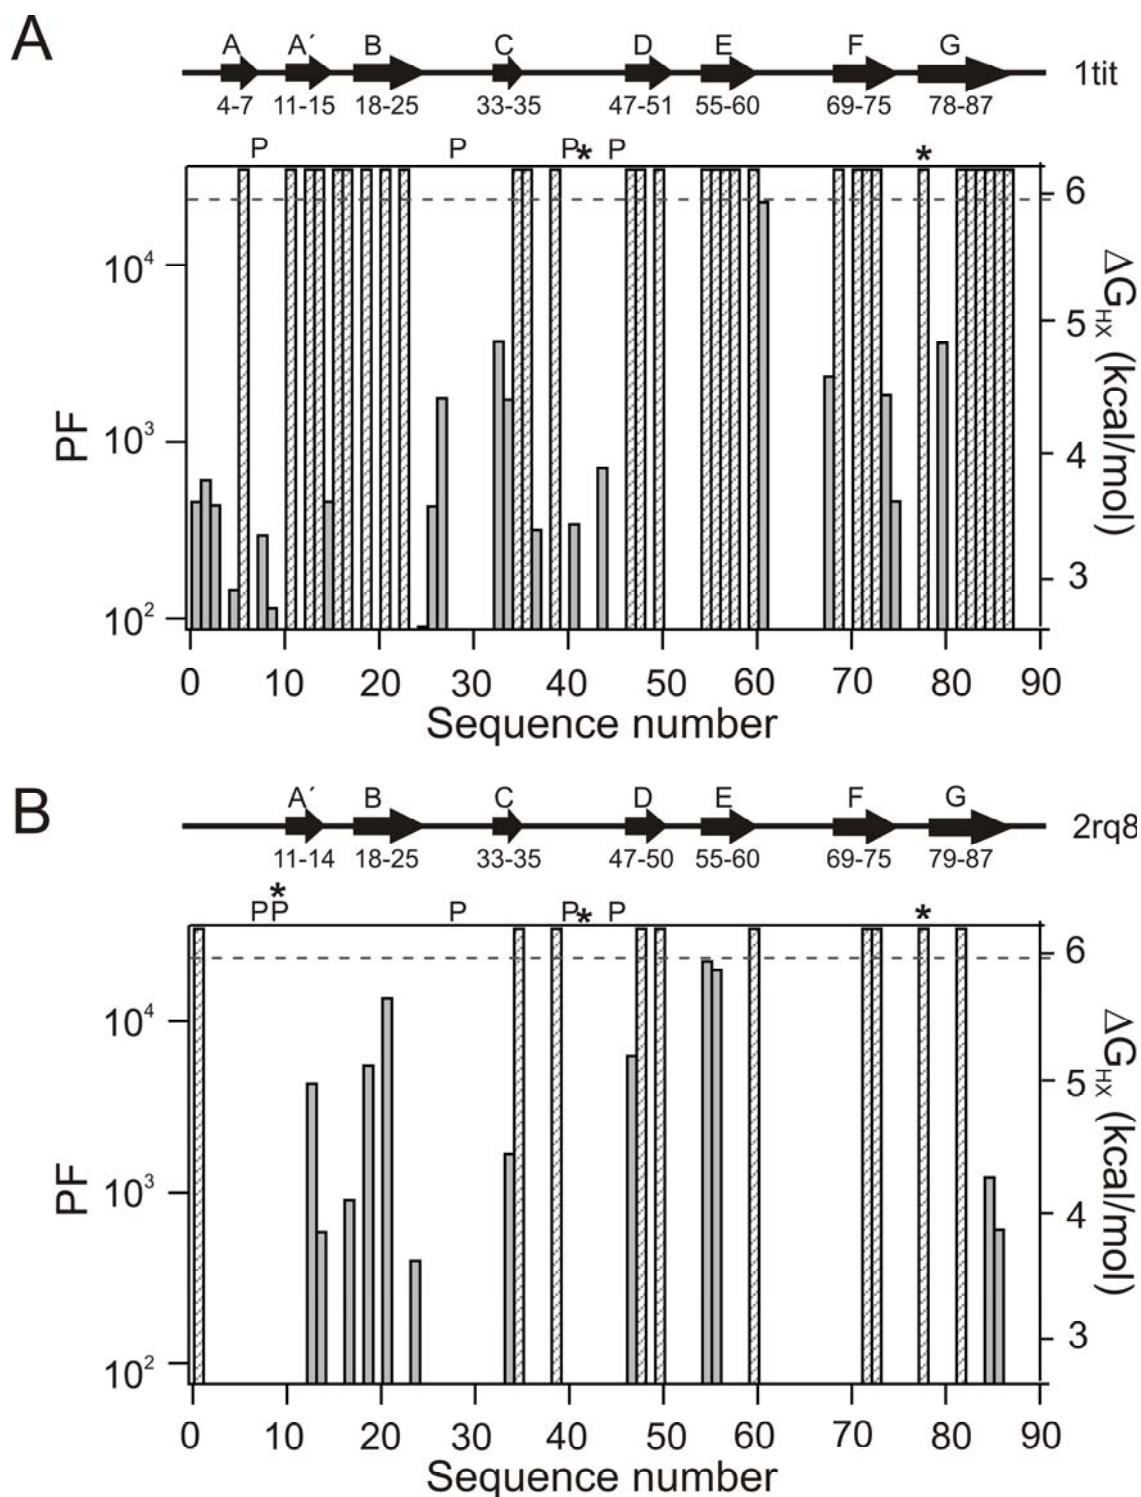 A
A A´ B C D E F G
1tit
4-7 11-15 18-25 33-35 47-51 55-60 69-75 78-87
P P P* P *
10⁴
10³
10²
PF
6
5
4
3
ΔG_HX (kcal/mol)
0 10 20 30 40 50 60 70 80 90
Sequence number
B
A´ B C D E F G
2rq8
11-14 18-25 33-35 47-50 55-60 69-75 79-87
*
PP P P* P *
10⁴
10³
10²
PF
6
5
4
3
ΔG_HX (kcal/mol)
0 10 20 30 40 50 60 70 80 90
Sequence number